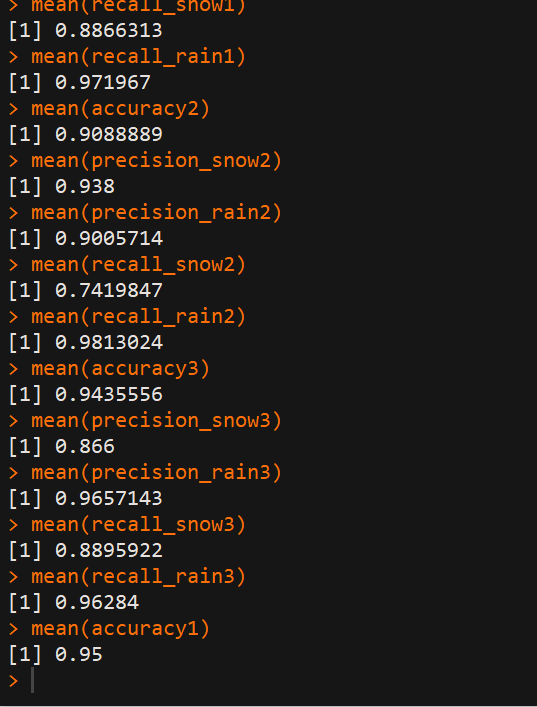 > mean(recall_snow1)
[1] 0.8866313
> mean(recall_rain1)
[1] 0.971967
> mean(accuracy2)
[1] 0.9088889
> mean(precision_snow2)
[1] 0.938
> mean(precision_rain2)
[1] 0.9005714
> mean(recall_snow2)
[1] 0.7419847
> mean(recall_rain2)
[1] 0.9813024
> mean(accuracy3)
[1] 0.9435556
> mean(precision_snow3)
[1] 0.866
> mean(precision_rain3)
[1] 0.9657143
> mean(recall_snow3)
[1] 0.8895922
> mean(recall_rain3)
[1] 0.96284
> mean(accuracy1)
[1] 0.95
>